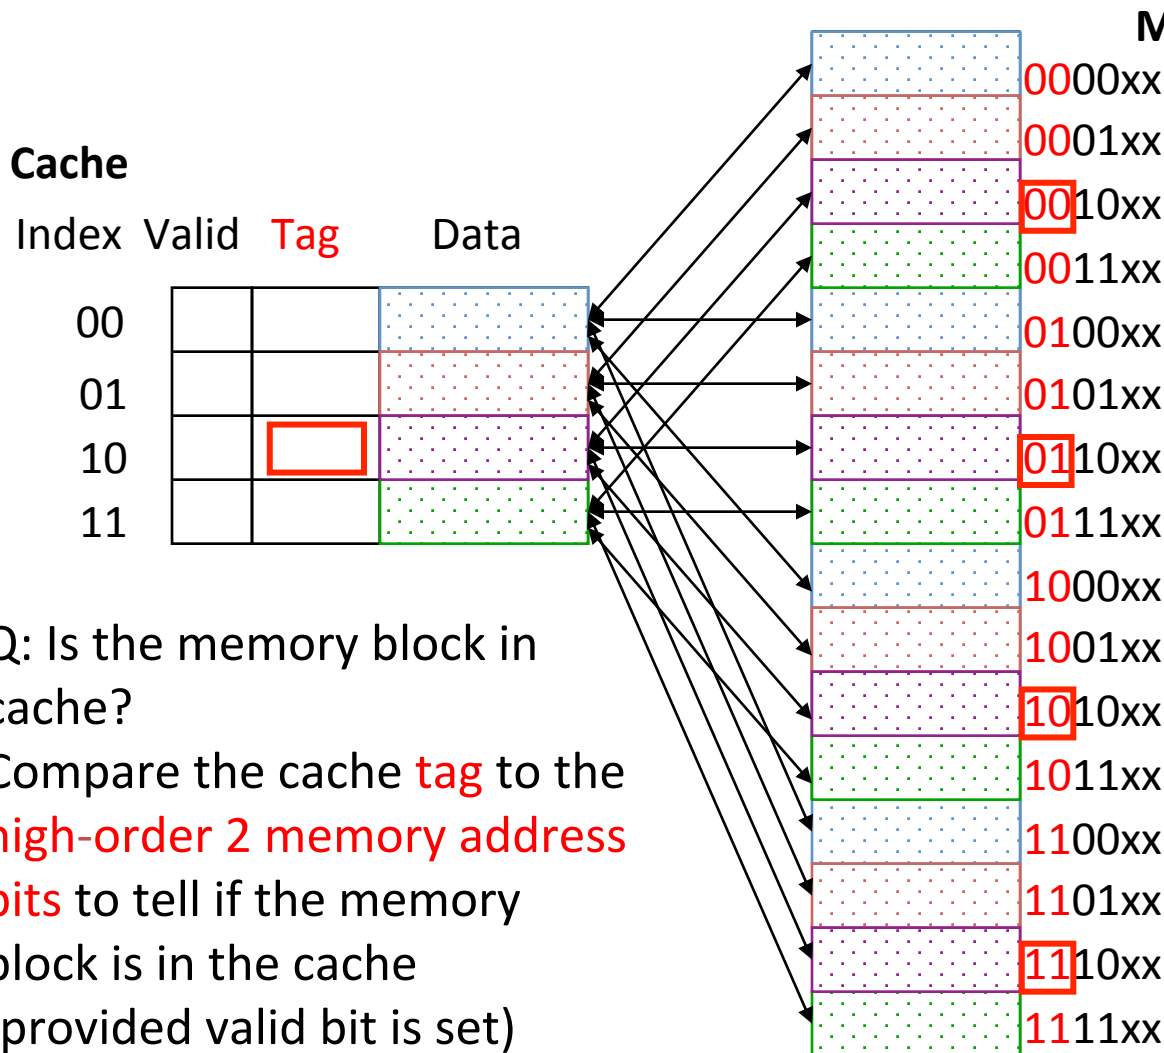 M
Cache
Index Valid Tag Data
00
01
10
11
0000xx
0001xx
0010xx
0011xx
0100xx
0101xx
0110xx
0111xx
1000xx
1001xx
1010xx
1011xx
1100xx
1101xx
1110xx
1111xx
Q: Is the memory block in
cache?
Compare the cache tag to the
high-order 2 memory address
bits to tell if the memory
block is in the cache
(provided valid bit is set)